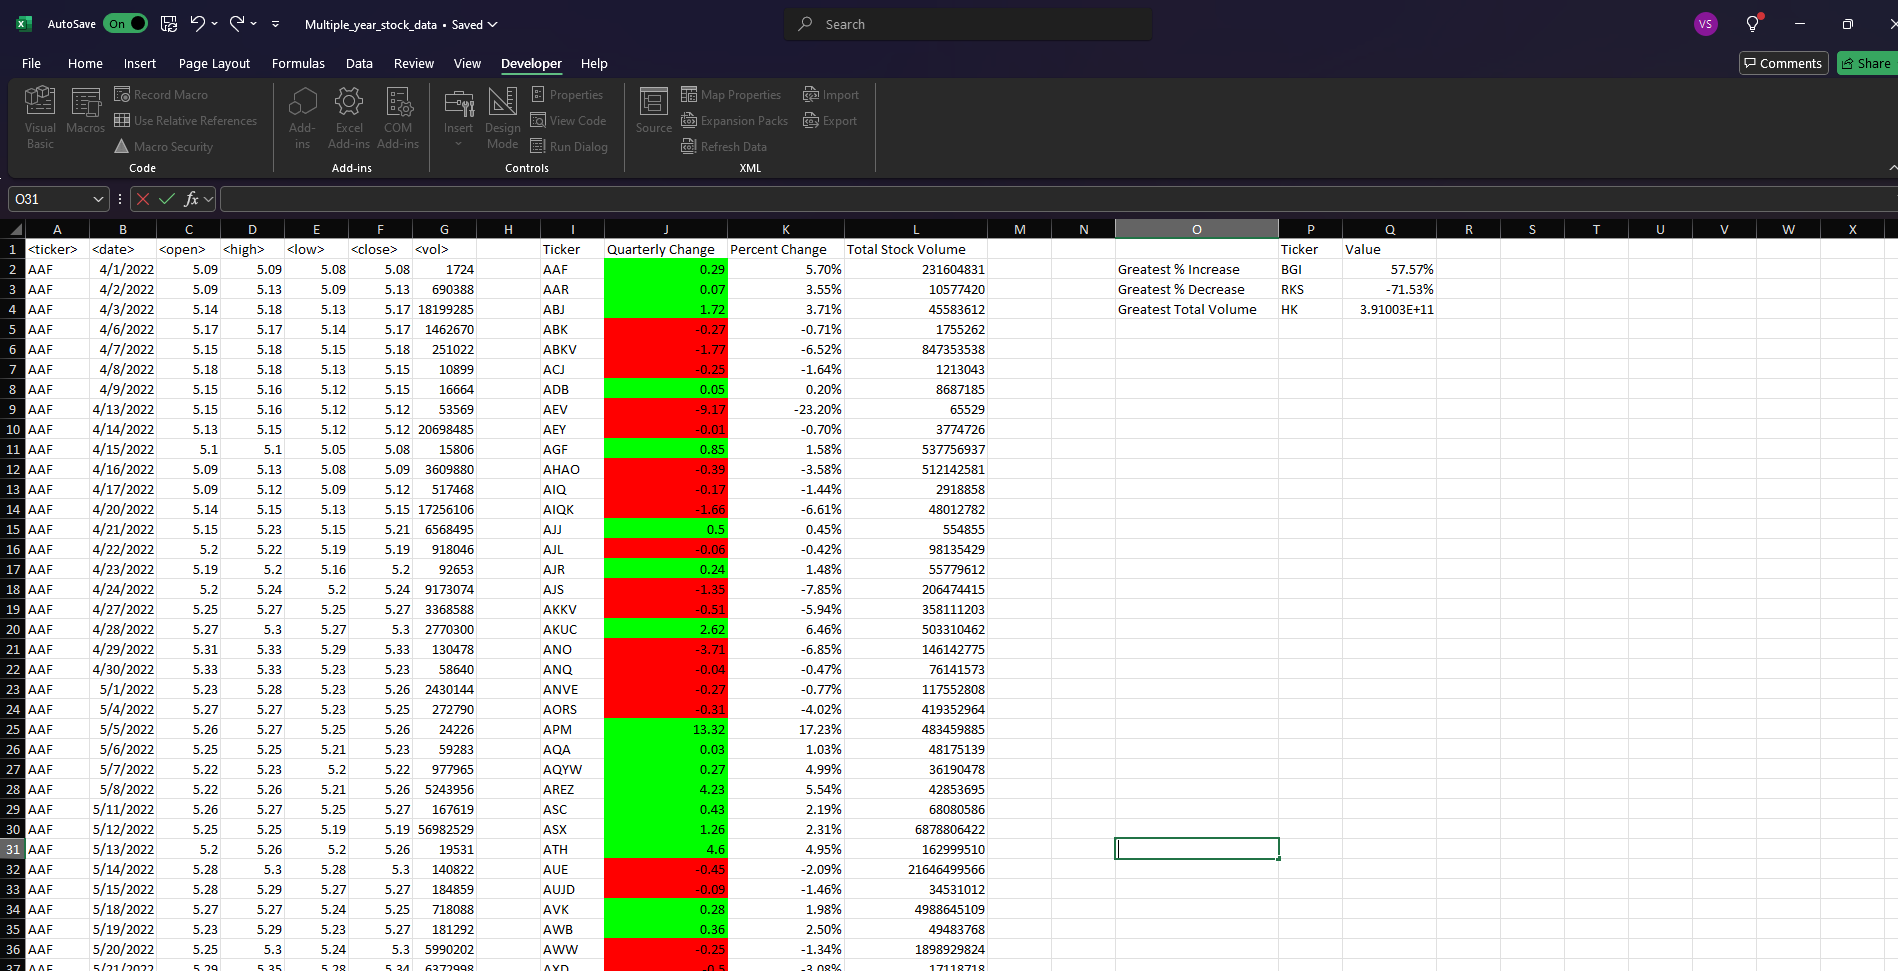 AutoSave On Multiple_year_stock_data • Saved Search VS
File Home Insert Page Layout Formulas Data Review View Developer Help Comments Share
Visual Basic Macros Record Macro Use Relative References Macro Security Code
Add-ins Excel Add-ins COM Add-ins Add-ins
Insert Design Mode Properties View Code Run Dialog Controls
Source Map Properties Expansion Packs Refresh Data Import Export XML
O31 fx
A B C D E F G H I J K L M N O P Q R S T U V W X
1 <ticker> <date> <open> <high> <low> <close> <vol> Ticker Quarterly Change Percent Change Total Stock Volume Ticker Value
2 AAF 4/1/2022 5.09 5.09 5.08 5.08 1724 AAF 0.29 5.70% 231604831 Greatest % Increase BGI 57.57%
3 AAF 4/2/2022 5.09 5.13 5.09 5.13 690388 AAR 0.07 3.55% 10577420 Greatest % Decrease RKS -71.53%
4 AAF 4/3/2022 5.14 5.18 5.13 5.17 18199285 ABJ 1.72 3.71% 45583612 Greatest Total Volume HK 3.91003E+11
5 AAF 4/6/2022 5.17 5.17 5.14 5.17 1462670 ABK -0.27 -0.71% 1755262
6 AAF 4/7/2022 5.15 5.18 5.15 5.18 251022 ABKV -1.77 -6.52% 847353538
7 AAF 4/8/2022 5.18 5.18 5.13 5.15 10899 ACJ -0.25 -1.64% 1213043
8 AAF 4/9/2022 5.15 5.16 5.12 5.15 16664 ADB 0.05 0.20% 8687185
9 AAF 4/13/2022 5.15 5.16 5.12 5.12 53569 AEV -9.17 -23.20% 65529
10 AAF 4/14/2022 5.13 5.15 5.12 5.12 20698485 AEY -0.01 -0.70% 3774726
11 AAF 4/15/2022 5.1 5.1 5.05 5.08 15806 AGF 0.85 1.58% 537756937
12 AAF 4/16/2022 5.09 5.13 5.08 5.09 3609880 AHAO -0.39 -3.58% 512142581
13 AAF 4/17/2022 5.09 5.12 5.09 5.12 517468 AIQ -0.17 -1.44% 2918858
14 AAF 4/20/2022 5.14 5.15 5.13 5.15 17256106 AIQK -1.66 -6.61% 48012782
15 AAF 4/21/2022 5.15 5.23 5.15 5.21 6568495 AJJ 0.5 0.45% 554855
16 AAF 4/22/2022 5.2 5.22 5.19 5.19 918046 AJL -0.06 -0.42% 98135429
17 AAF 4/23/2022 5.19 5.2 5.16 5.2 92653 AJR 0.24 1.48% 55779612
18 AAF 4/24/2022 5.2 5.24 5.2 5.24 9173074 AJS -1.35 -7.85% 206474415
19 AAF 4/27/2022 5.25 5.27 5.25 5.27 3368588 AKKV -0.51 -5.94% 358111203
20 AAF 4/28/2022 5.27 5.3 5.27 5.3 2770300 AKUC 2.62 6.46% 503310462
21 AAF 4/29/2022 5.31 5.33 5.29 5.33 130478 ANO -3.71 -6.85% 146142775
22 AAF 4/30/2022 5.33 5.33 5.23 5.23 58640 ANQ -0.04 -0.47% 76141573
23 AAF 5/1/2022 5.23 5.28 5.23 5.26 2430144 ANVE -0.27 -0.77% 117552808
24 AAF 5/4/2022 5.27 5.27 5.23 5.25 272790 AORS -0.31 -4.02% 419352964
25 AAF 5/5/2022 5.26 5.27 5.25 5.26 24226 APM 13.32 17.23% 483459885
26 AAF 5/6/2022 5.25 5.25 5.21 5.23 59283 AQA 0.03 1.03% 48175139
27 AAF 5/7/2022 5.22 5.23 5.2 5.22 977965 AQYW 0.27 4.99% 36190478
28 AAF 5/8/2022 5.22 5.26 5.21 5.26 5243956 AREZ 4.23 5.54% 42853695
29 AAF 5/11/2022 5.26 5.27 5.25 5.27 167619 ASC 0.43 2.19% 68080586
30 AAF 5/12/2022 5.25 5.25 5.19 5.19 56982529 ASX 1.26 2.31% 6878806422
31 AAF 5/13/2022 5.2 5.26 5.2 5.26 19531 ATH 4.6 4.95% 162999510
32 AAF 5/14/2022 5.28 5.3 5.28 5.3 140822 AUE -0.45 -2.09% 21646499566
33 AAF 5/15/2022 5.28 5.29 5.27 5.27 184859 AUJD -0.09 -1.46% 34531012
34 AAF 5/18/2022 5.27 5.27 5.24 5.25 718088 AVK 0.28 1.98% 4988645109
35 AAF 5/19/2022 5.23 5.29 5.23 5.27 181292 AWB 0.36 2.50% 49483768
36 AAF 5/20/2022 5.25 5.3 5.24 5.3 5990202 AWW -0.25 -1.34% 1898929824
37 AAF 5/21/2022 5.29 5.35 5.28 5.34 6372998 AXD -0.5 -3.08% 17118718